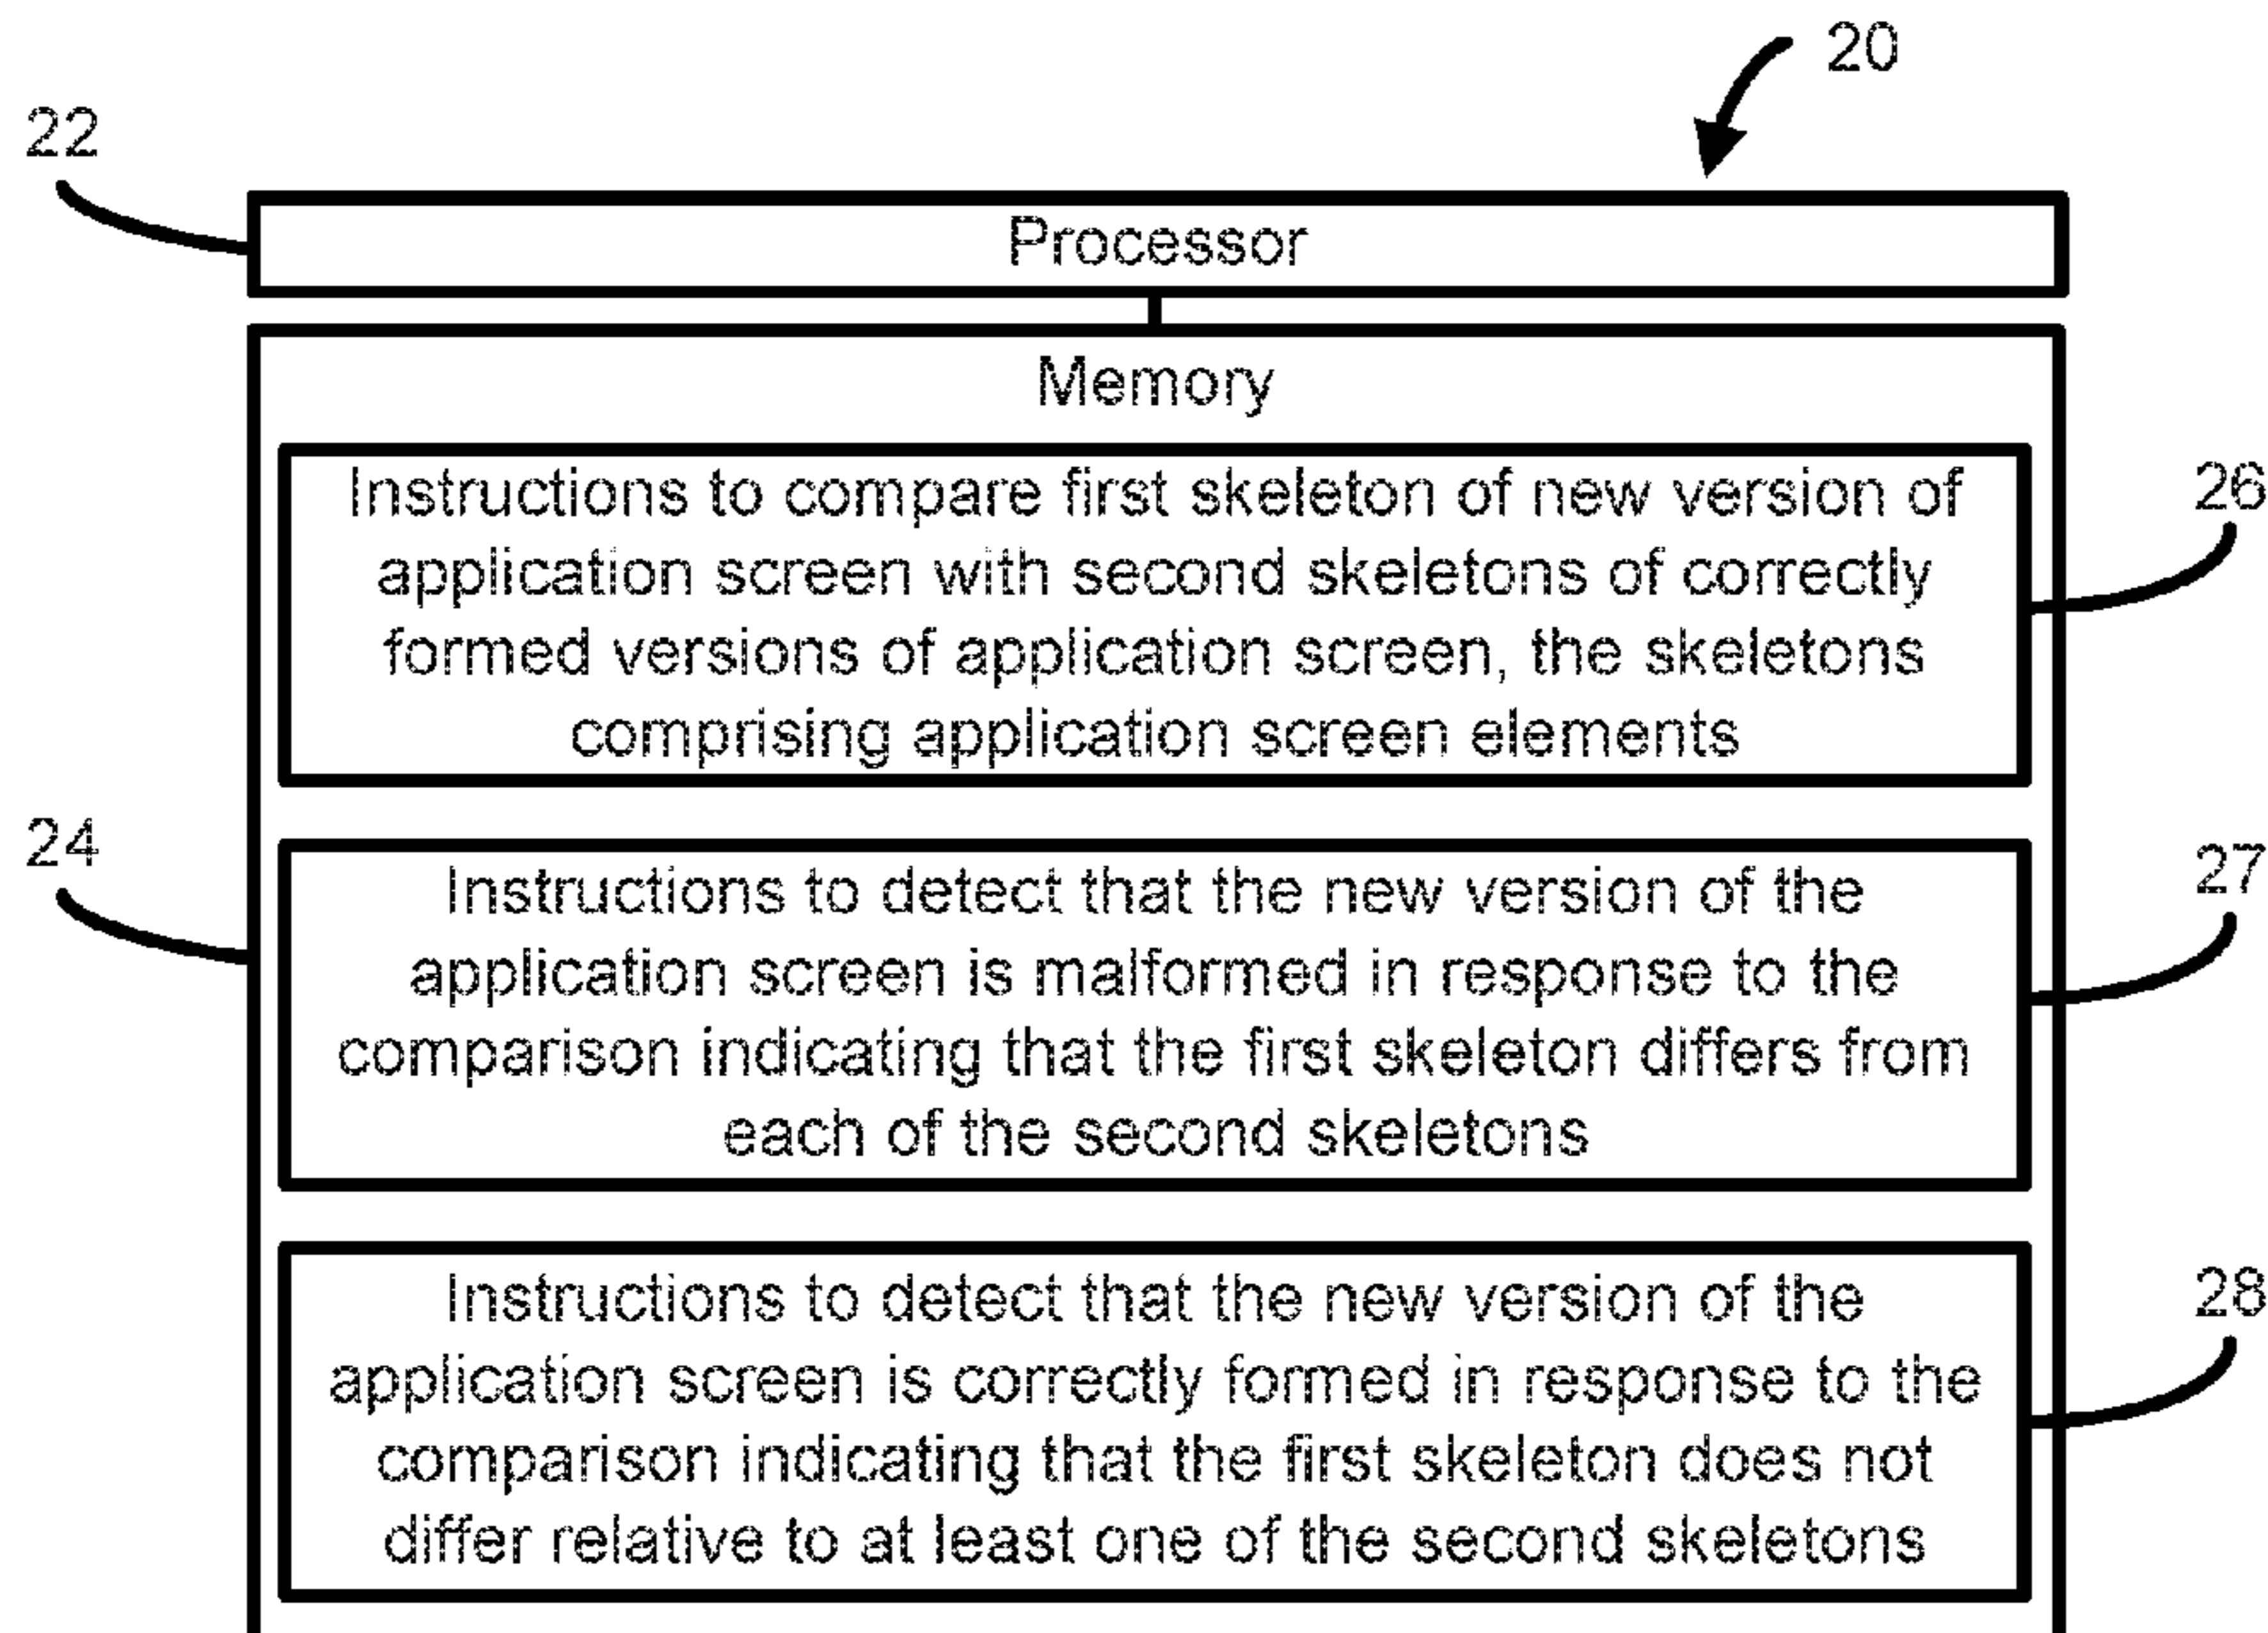 20
22
Processor
Memory
Instructions to compare first skeleton of new version of
application screen with second skeletons of correctly
formed versions of application screen, the skeletons
comprising application screen elements
26
24
Instructions to detect that the new version of the
application screen is malformed in response to the
comparison indicating that the first skeleton differs from
each of the second skeletons
27
Instructions to detect that the new version of the
application screen is correctly formed in response to the
comparison indicating that the first skeleton does not
differ relative to at least one of the second skeletons
28